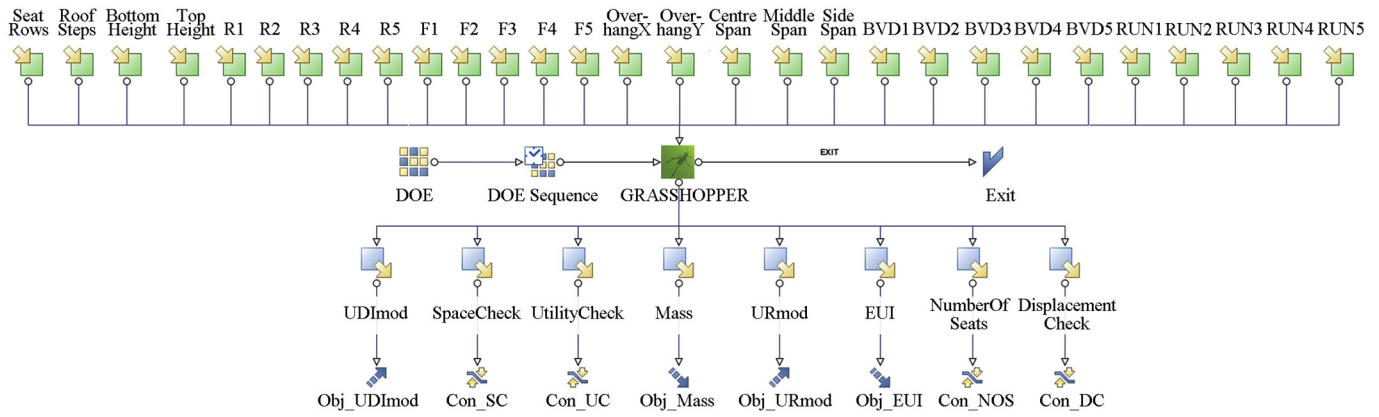 Seat Rows
Roof Steps
Bottom Height
Top Height
R1
R2
R3
R4
R5
F1
F2
F3
F4
F5
Over-hangX
Over-hangY
Centre Span
Middle Span
Side Span
BVD1
BVD2
BVD3
BVD4
BVD5
RUN1
RUN2
RUN3
RUN4
RUN5
EXIT
DOE
DOE Sequence
GRASSHOPPER
Exit
UDImod
SpaceCheck
UtilityCheck
Mass
URmod
EUI
NumberOf Seats
Displacement Check
Obj_UDImod
Con_SC
Con_UC
Obj_Mass
Obj_URmod
Obj_EUI
Con_NOS
Con_DC